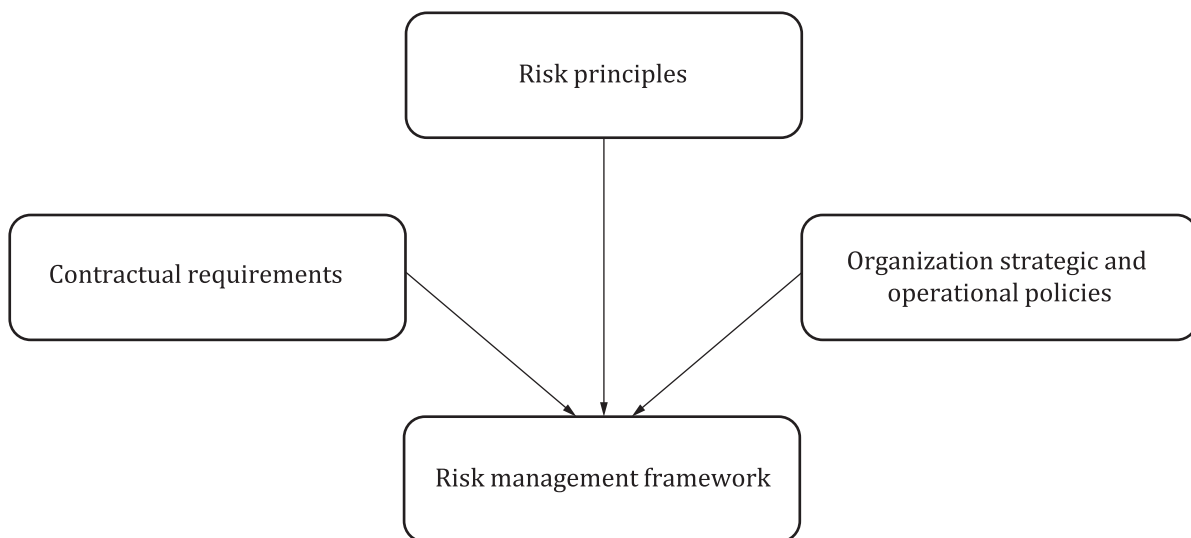 Risk principles
Contractual requirements
Organization strategic and
operational policies
Risk management framework